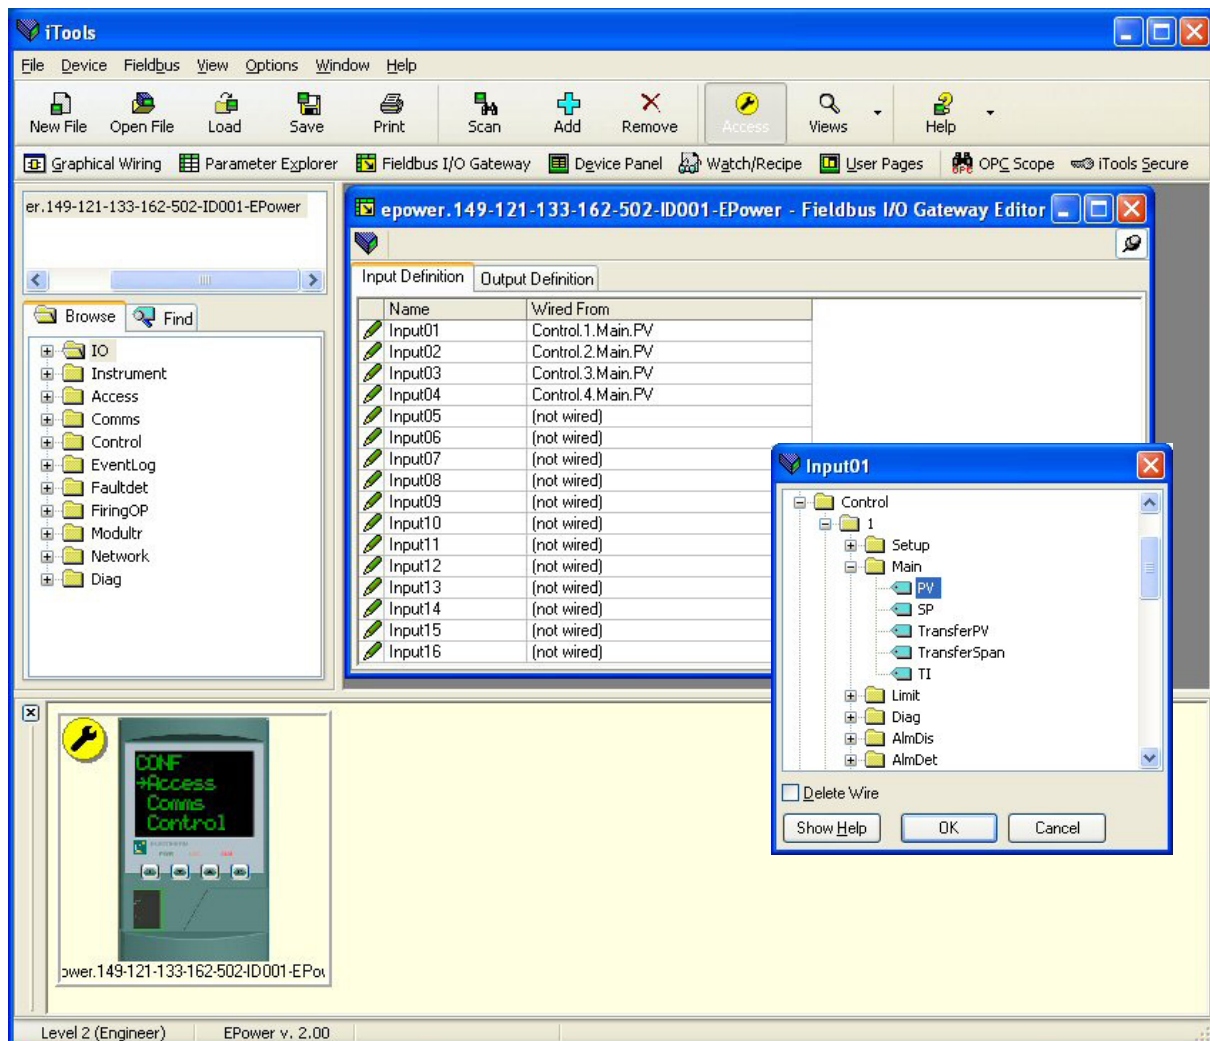 iTools
File Device Fieldbus View Options Window Help
New File Open File Load Save Print Scan Add Remove Access Views Help
Graphical Wiring Parameter Explorer Fieldbus I/O Gateway Device Panel Watch/Recipe User Pages OPC Scope iTools Secure
er.149-121-133-162-502-ID001-EPower
Browse Find
IO
Instrument
Access
Comms
Control
EventLog
Faultdet
FiringOP
Modultr
Network
Diag
epower.149-121-133-162-502-ID001-EPower - Fieldbus I/O Gateway Editor
Input Definition Output Definition
Name Wired From
Input01 Control.1.Main.PV
Input02 Control.2.Main.PV
Input03 Control.3.Main.PV
Input04 Control.4.Main.PV
Input05 (not wired)
Input06 (not wired)
Input07 (not wired)
Input08 (not wired)
Input09 (not wired)
Input10 (not wired)
Input11 (not wired)
Input12 (not wired)
Input13 (not wired)
Input14 (not wired)
Input15 (not wired)
Input16 (not wired)
Input01
Control
1
Setup
Main
PV
SP
TransferPV
TransferSpan
TI
Limit
Diag
AlmDis
AlmDet
Delete Wire
Show Help OK Cancel
CONF
→Access
Comms
Control
ower.149-121-133-162-502-ID001-EPov
Level 2 (Engineer) EPower v. 2.00